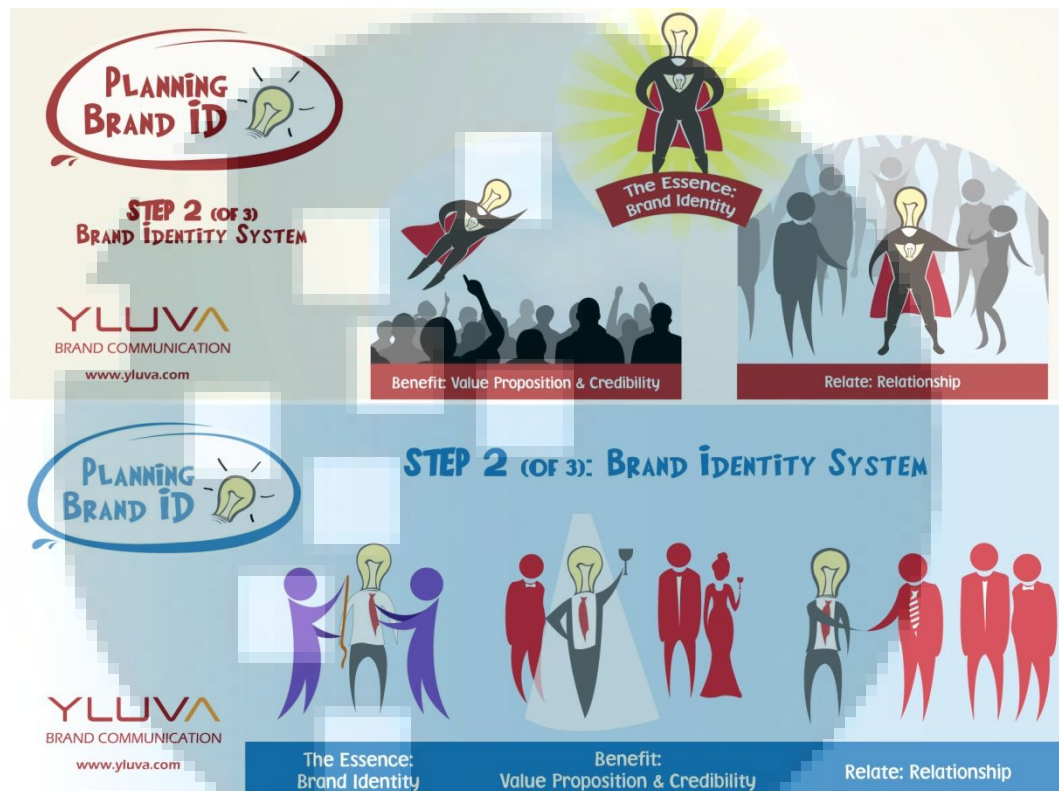 PLANNING
BRAND ID
STEP 2 (OF 3)
BRAND IDENTITY SYSTEM
YLUVA
BRAND COMMUNICATION
www.yluva.com
The Essence:
Brand Identity
Benefit: Value Proposition & Credibility
Relate: Relationship
PLANNING
BRAND ID
STEP 2 (OF 3): BRAND IDENTITY SYSTEM
YLUVA
BRAND COMMUNICATION
www.yluva.com
The Essence:
Brand Identity
Benefit:
Value Proposition & Credibility
Relate: Relationship